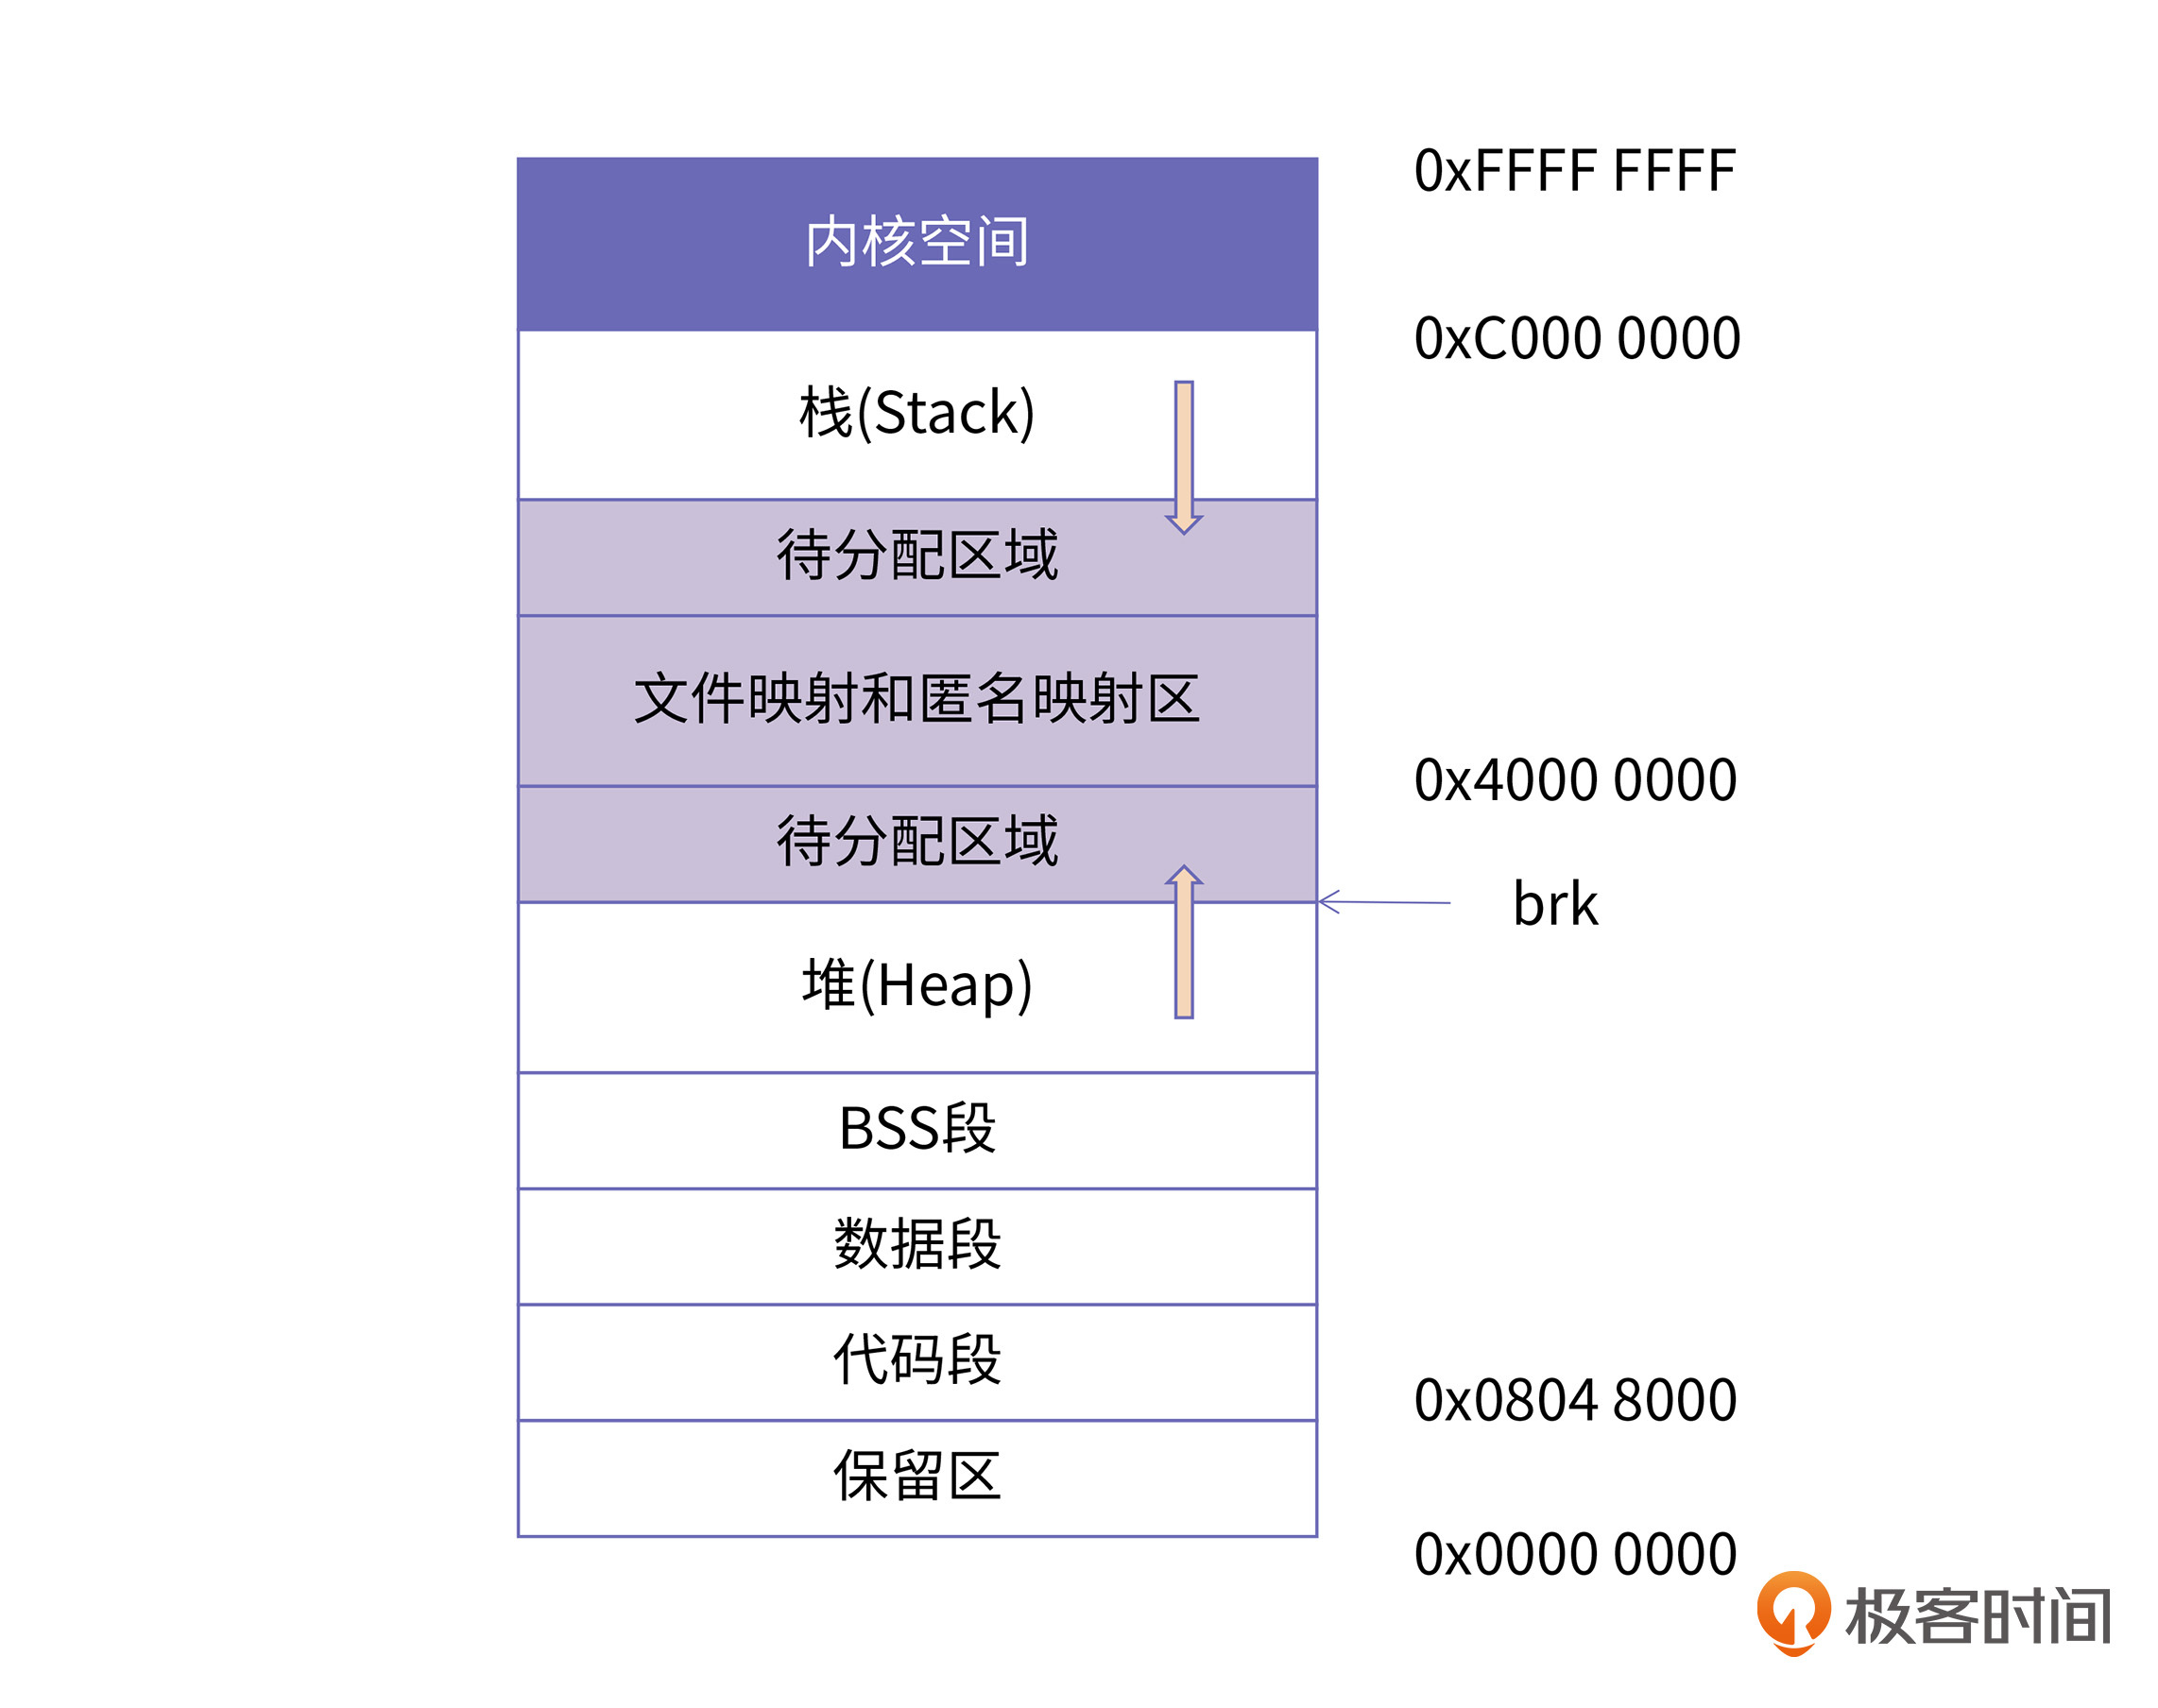 0xFFFF FFFF
内核空间
0xC000 0000
栈(Stack)
待分配区域
文件映射和匿名映射区
0x4000 0000
待分配区域
brk
堆(Heap)
BSS段
数据段
代码段
0x0804 8000
保留区
0x0000 0000
极客时间